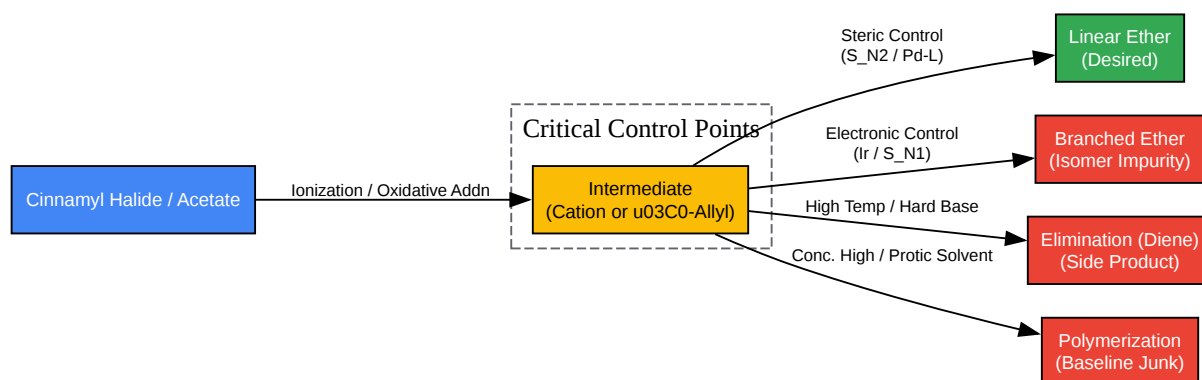 Steric Control
(S_N2 / Pd-L)
Linear Ether
(Desired)
Critical Control Points
Electronic Control
(Ir / S_N1)
Branched Ether
(Isomer Impurity)
Cinnamyl Halide / Acetate
Ionization / Oxidative Addn
Intermediate
(Cation or u03C0-Allyl)
High Temp / Hard Base
Elimination (Diene)
(Side Product)
Conc. High / Protic Solvent
Polymerization
(Baseline Junk)